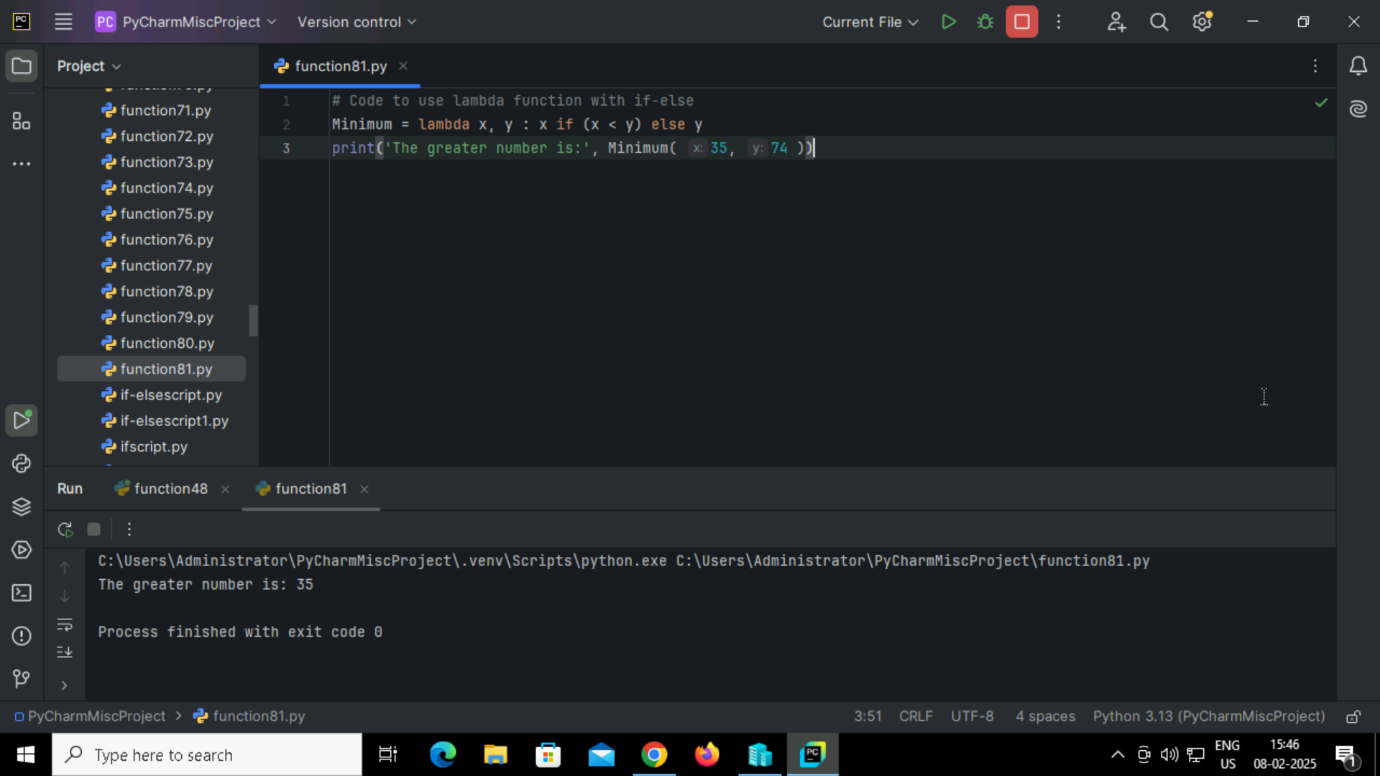 PC PC PyCharmMiscProject Version control Current File
Project function81.py
function71.py
function72.py
function73.py
function74.py
function75.py
function76.py
function77.py
function78.py
function79.py
function80.py
function81.py
if-elsescript.py
if-elsescript1.py
ifscript.py
1 # Code to use lambda function with if-else
2 Minimum = lambda x, y : x if (x < y) else y
3 print('The greater number is:', Minimum( x: 35, y: 74 ))
Run function48 function81
C:\Users\Administrator\PyCharmMiscProject\.venv\Scripts\python.exe C:\Users\Administrator\PyCharmMiscProject\function81.py
The greater number is: 35
Process finished with exit code 0
PyCharmMiscProject > function81.py 3:51 CRLF UTF-8 4 spaces Python 3.13 (PyCharmMiscProject)
Type here to search PC ENG 15:46 1
US 08-02-2025